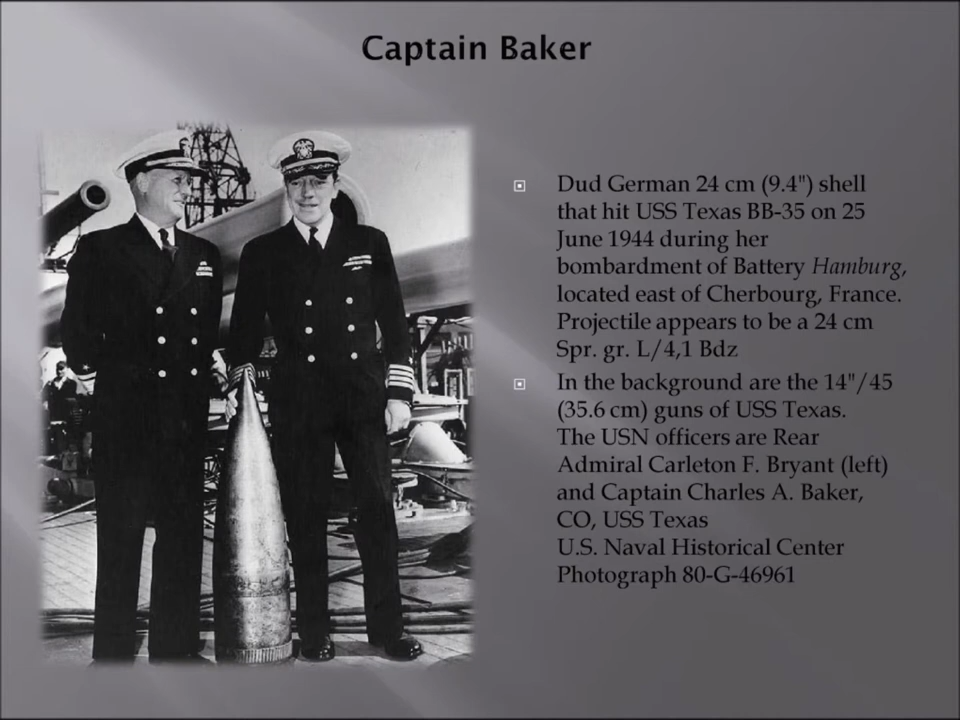 Captain Baker
Dud German 24 cm (9.4") shell
that hit USS Texas BB-35 on 25
June 1944 during her
bombardment of Battery Hamburg,
located east of Cherbourg, France.
Projectile appears to be a 24 cm
Spr. gr. L/4,1 Bdz
In the background are the 14"/45
(35.6 cm) guns of USS Texas.
The USN officers are Rear
Admiral Carleton F. Bryant (left)
and Captain Charles A. Baker,
CO, USS Texas
U.S. Naval Historical Center
Photograph 80-G-46961